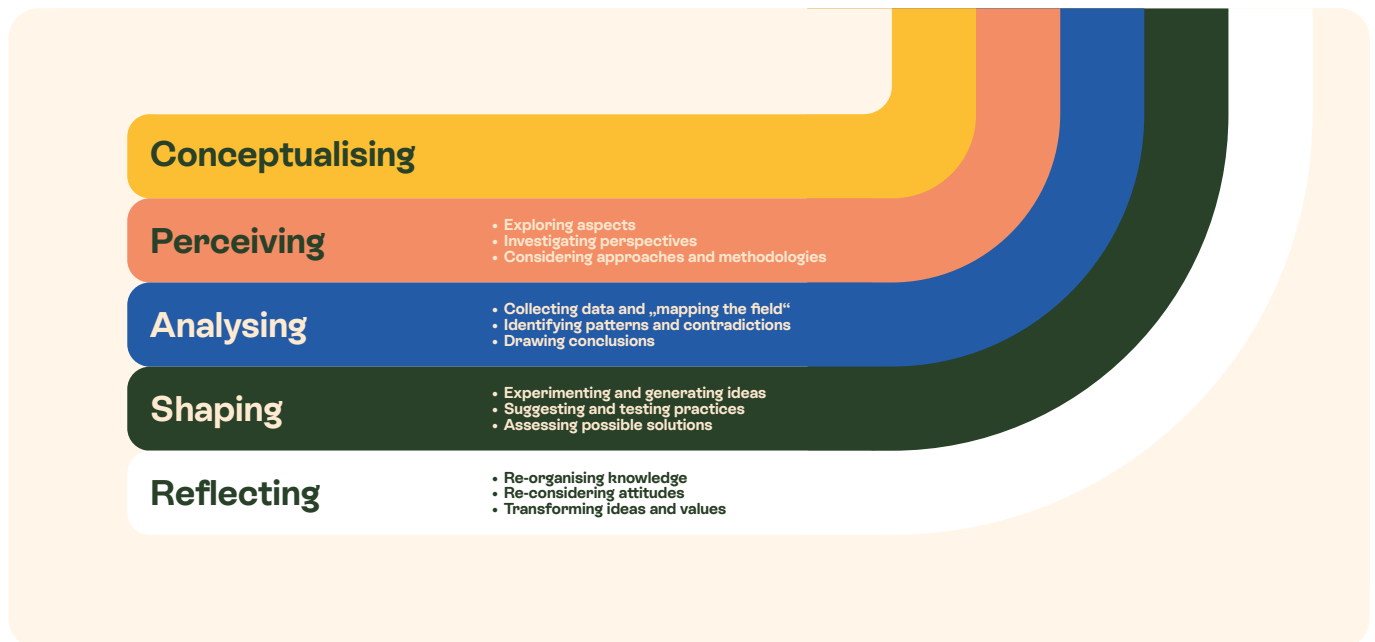 Conceptualising
Perceiving
• Exploring aspects
• Investigating perspectives
• Considering approaches and methodologies
Analysing
• Collecting data and „mapping the field“
• Identifying patterns and contradictions
• Drawing conclusions
Shaping
• Experimenting and generating ideas
• Suggesting and testing practices
• Assessing possible solutions
Reflecting
• Re-organising knowledge
• Re-considering attitudes
• Transforming ideas and values